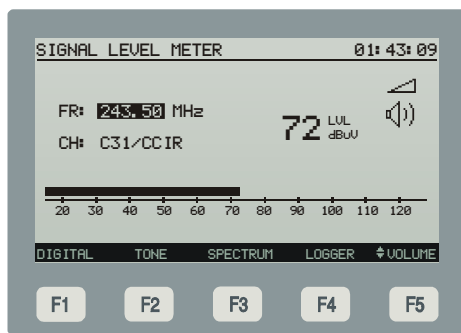 SIGNAL LEVEL METER 01:43:09
FR: 243.50 MHz
72 LVL dBuV
CH: C31/CCIR
20 30 40 50 60 70 80 90 100 110 120
DIGITAL TONE SPECTRUM LOGGER VOLUME
F1 F2 F3 F4 F5